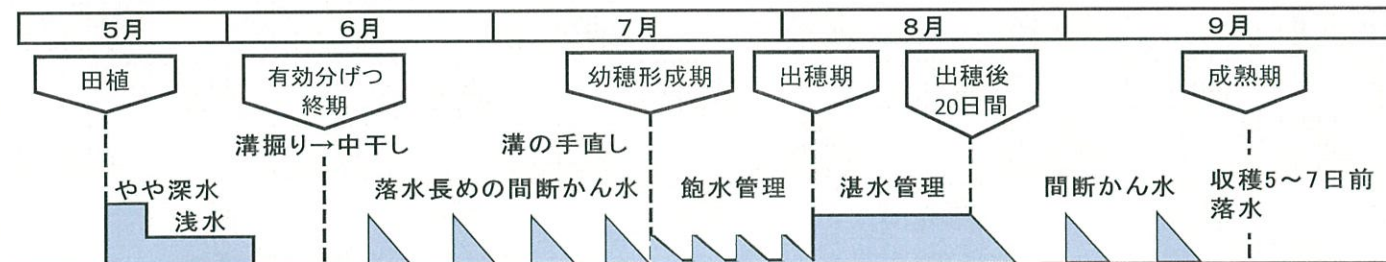 5月 6月 7月 8月 9月
田植 有効分げつ終期 幼穂形成期 出穂期 出穂後20日間 成熟期
溝掘り→中干し 溝の手直し
やや深水 落水長めの間断かん水 飽水管理 湛水管理 間断かん水 収穫5〜7日前
浅水 落水